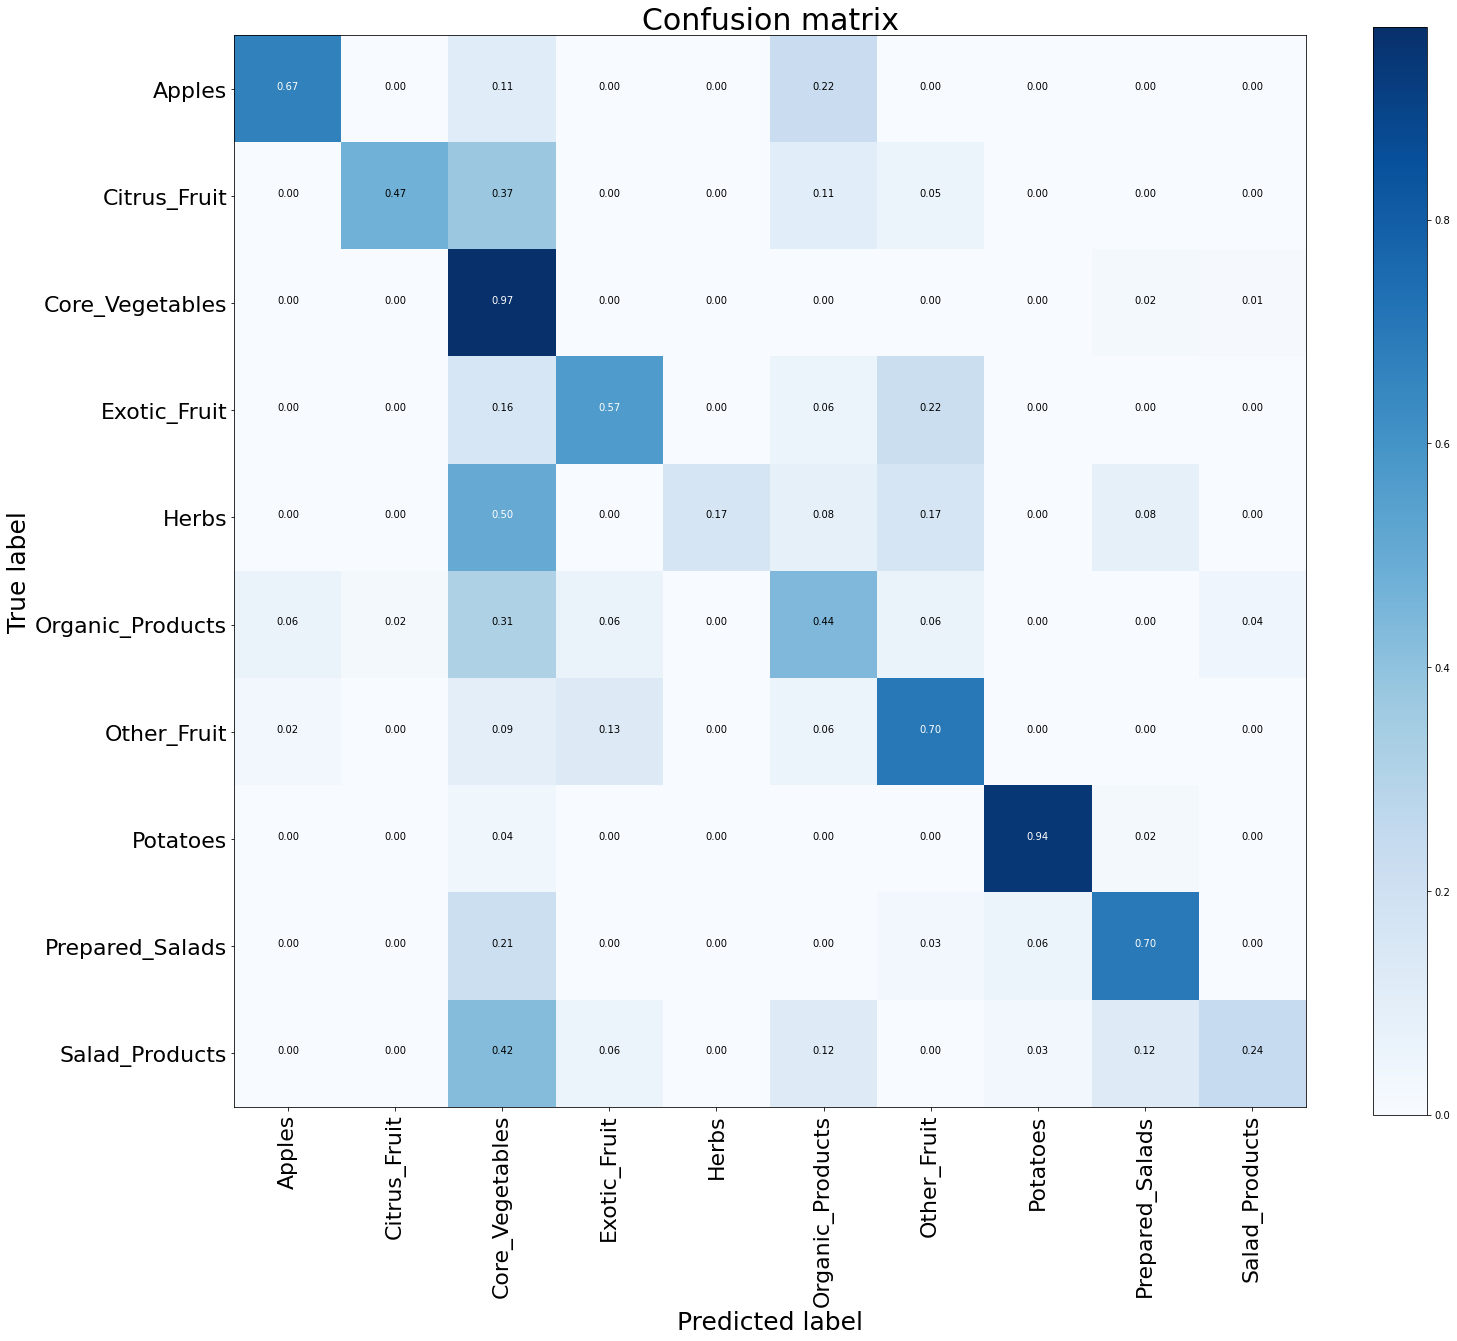 Confusion matrix
Apples 0.67 0.00 0.11 0.00 0.00 0.22 0.00 0.00 0.00 0.00
Citrus_Fruit 0.00 0.47 0.37 0.00 0.00 0.11 0.05 0.00 0.00 0.00
0.8
Core_Vegetables 0.00 0.00 0.97 0.00 0.00 0.00 0.00 0.00 0.02 0.01
Exotic_Fruit 0.00 0.00 0.16 0.57 0.00 0.06 0.22 0.00 0.00 0.00
0.6
Herbs 0.00 0.00 0.50 0.00 0.17 0.08 0.17 0.00 0.08 0.00
True label
Organic_Products 0.06 0.02 0.31 0.06 0.00 0.44 0.06 0.00 0.00 0.04
0.4
Other_Fruit 0.02 0.00 0.09 0.13 0.00 0.06 0.70 0.00 0.00 0.00
Potatoes 0.00 0.00 0.04 0.00 0.00 0.00 0.00 0.94 0.02 0.00
0.2
Prepared_Salads 0.00 0.00 0.21 0.00 0.00 0.00 0.03 0.06 0.70 0.00
Salad_Products 0.00 0.00 0.42 0.06 0.00 0.12 0.00 0.03 0.12 0.24
0.0
Apples
Citrus_Fruit
Core_Vegetables
Exotic_Fruit
Herbs
Organic_Products
Other_Fruit
Potatoes
Prepared_Salads
Salad_Products
Predicted label